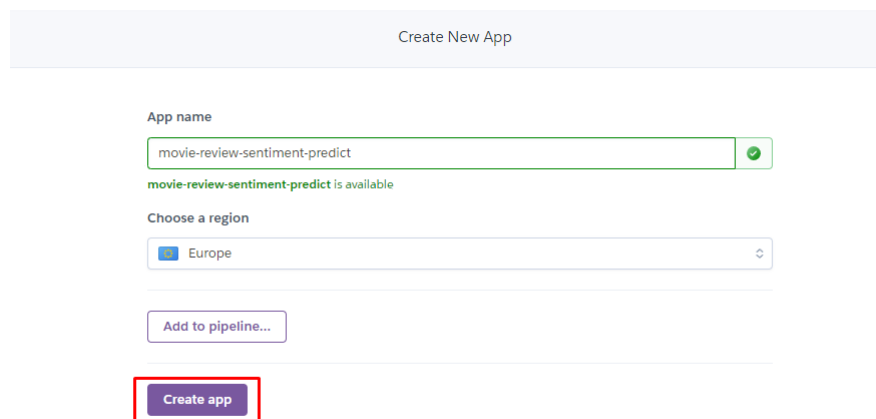 Create New App
App name
movie-review-sentiment-predict
movie-review-sentiment-predict is available
Choose a region
Europe
Add to pipeline...
Create app